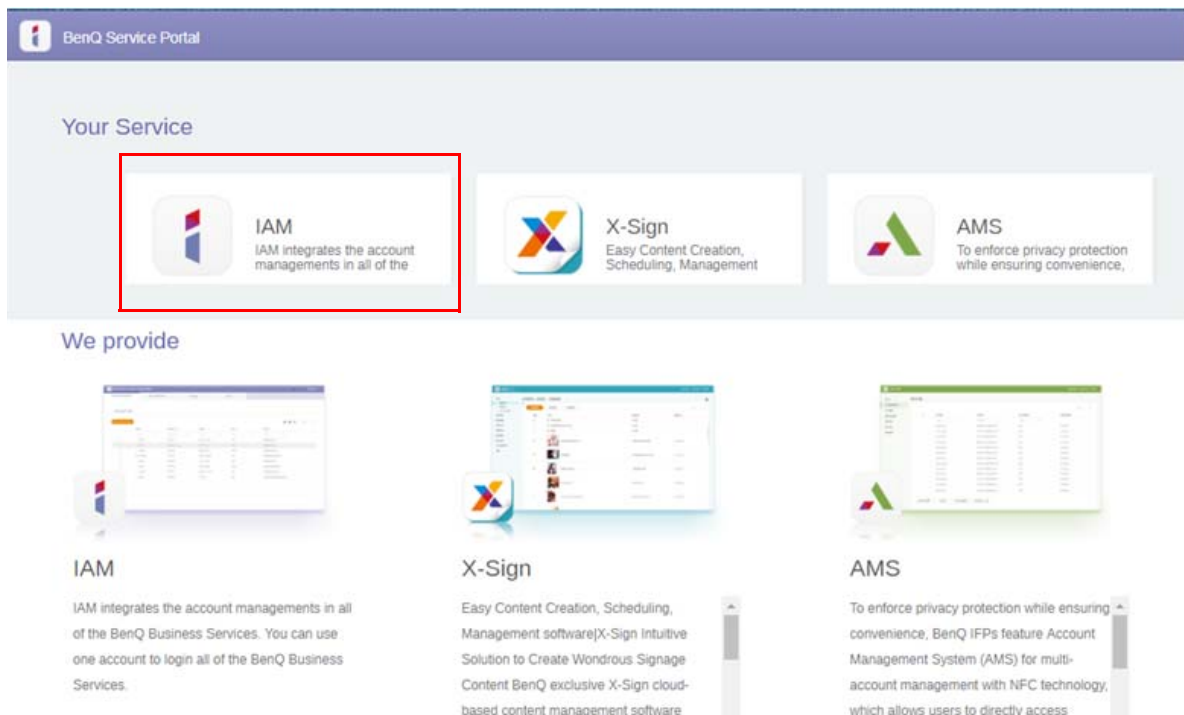 BenQ Service Portal
Your Service
IAM
IAM integrates the account
managements in all of the
X-Sign
Easy Content Creation,
Scheduling, Management
AMS
To enforce privacy protection
while ensuring convenience,
We provide
IAM
IAM integrates the account managements in all
of the BenQ Business Services. You can use
one account to login all of the BenQ Business
Services.
X-Sign
Easy Content Creation, Scheduling,
Management software|X-Sign Intuitive
Solution to Create Wondrous Signage
Content BenQ exclusive X-Sign cloud-
based content management software
AMS
To enforce privacy protection while ensuring
convenience, BenQ IFPs feature Account
Management System (AMS) for multi-
account management with NFC technology,
which allows users to directly access